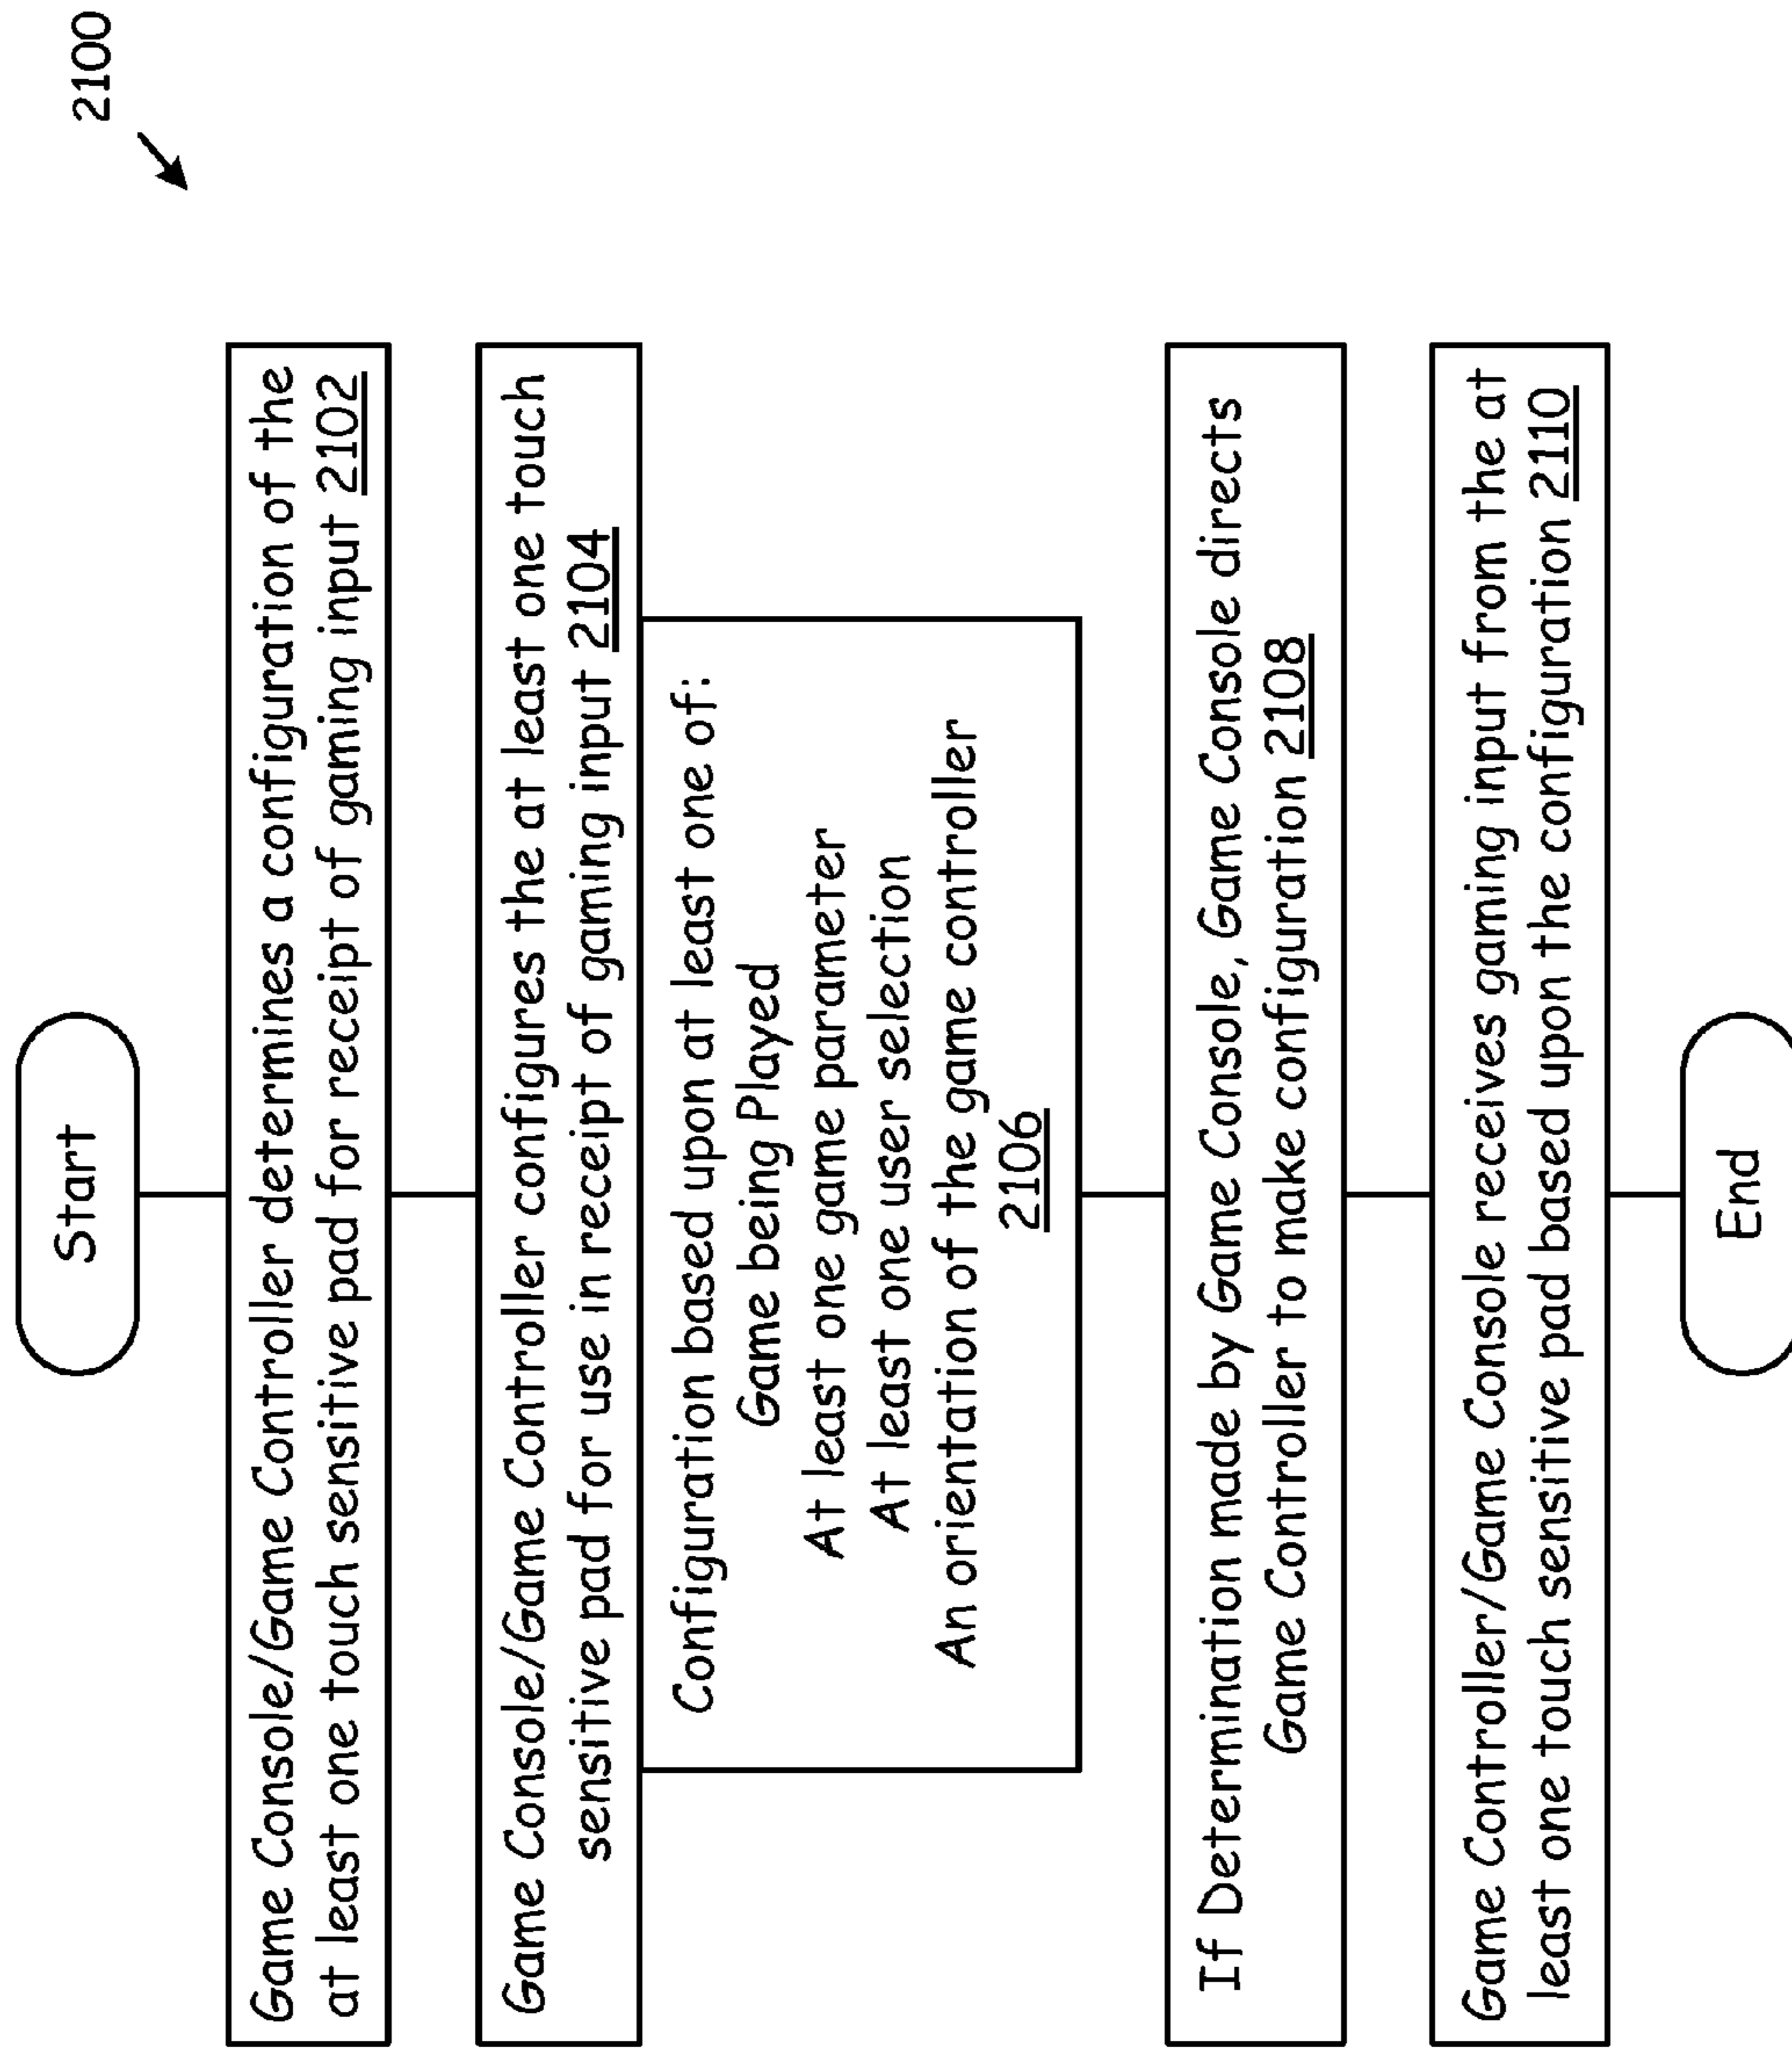 2100
Start
Game Console/Game Controller determines a configuration of the
at least one touch sensitive pad for receipt of gaming input 2102
Game Console/Game Controller configures the at least one touch
sensitive pad for use in receipt of gaming input 2104
Configuration based upon at least one of:
Game being Played
At least one game parameter
At least one user selection
An orientation of the game controller
2106
If Determination made by Game Console, Game Console directs
Game Controller to make configuration 2108
Game Controller/Game Console receives gaming input from the at
least one touch sensitive pad based upon the configuration 2110
End